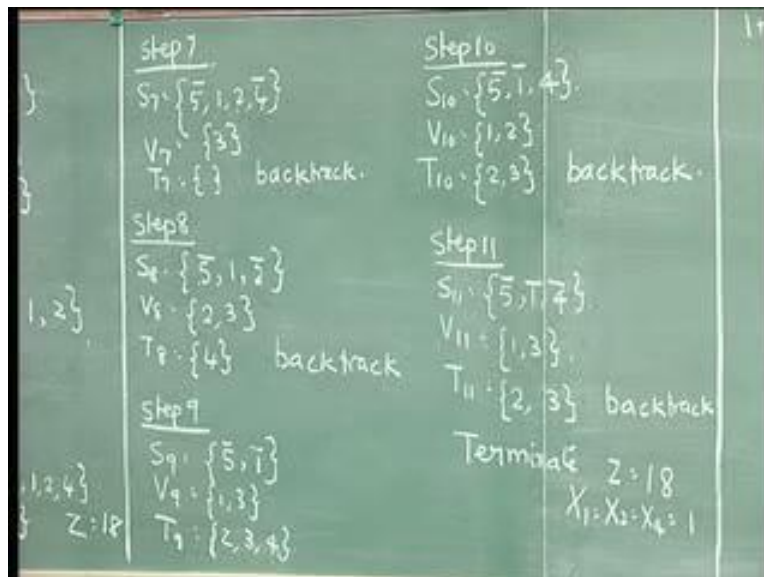 }
}
1, 2}
, 1, 2, 4}
} Z = 18
Step 7
S₇ = {5̅, 1, 2, 4̅}
V₇ = {3}
T₇ = { } backtrack.
Step 8
S₈ = {5̅, 1, 2̅}
V₈ = {2, 3}
T₈ = {4} backtrack
Step 9
S₉ = {5̅, 1̅}
V₉ = {1, 3}
T₉ = {2, 3, 4}
Step 10
S₁₀ = {5̅, 1̅, 4}.
V₁₀ = {1, 2}
T₁₀ = {2, 3} backtrack.
Step 11
S₁₁ = {5̅, 1̅, 4̅}.
V₁₁ = {1, 3}.
T₁₁ = {2, 3} backtrack
Terminate Z = 18
X₁ = X₂ = X₄ = 1